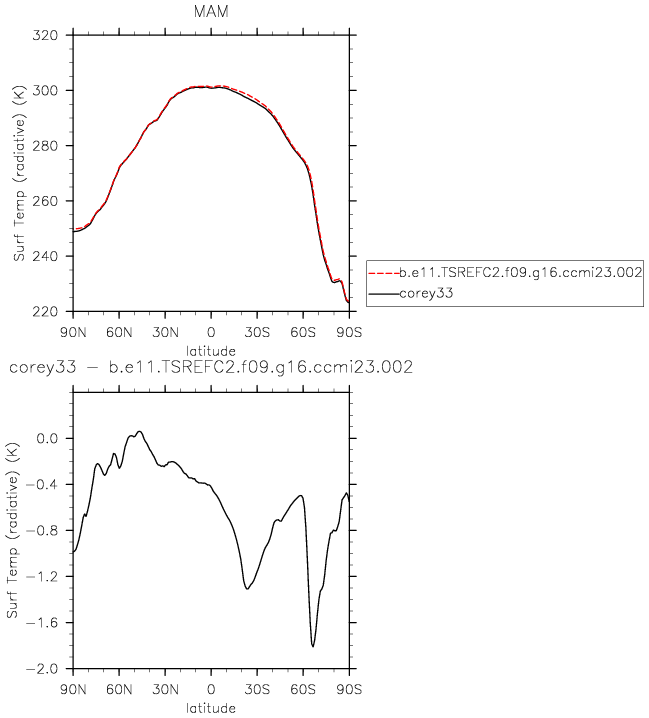 MAM
320
300
280
260
240
220
Surf Temp (radiative) (K)
90N 60N 30N 0 30S 60S 90S
latitude
b.e11.TSREFC2.f09.g16.ccmi23.002
corey33
corey33 − b.e11.TSREFC2.f09.g16.ccmi23.002
0.0
−0.4
−0.8
−1.2
−1.6
−2.0
Surf Temp (radiative) (K)
90N 60N 30N 0 30S 60S 90S
latitude